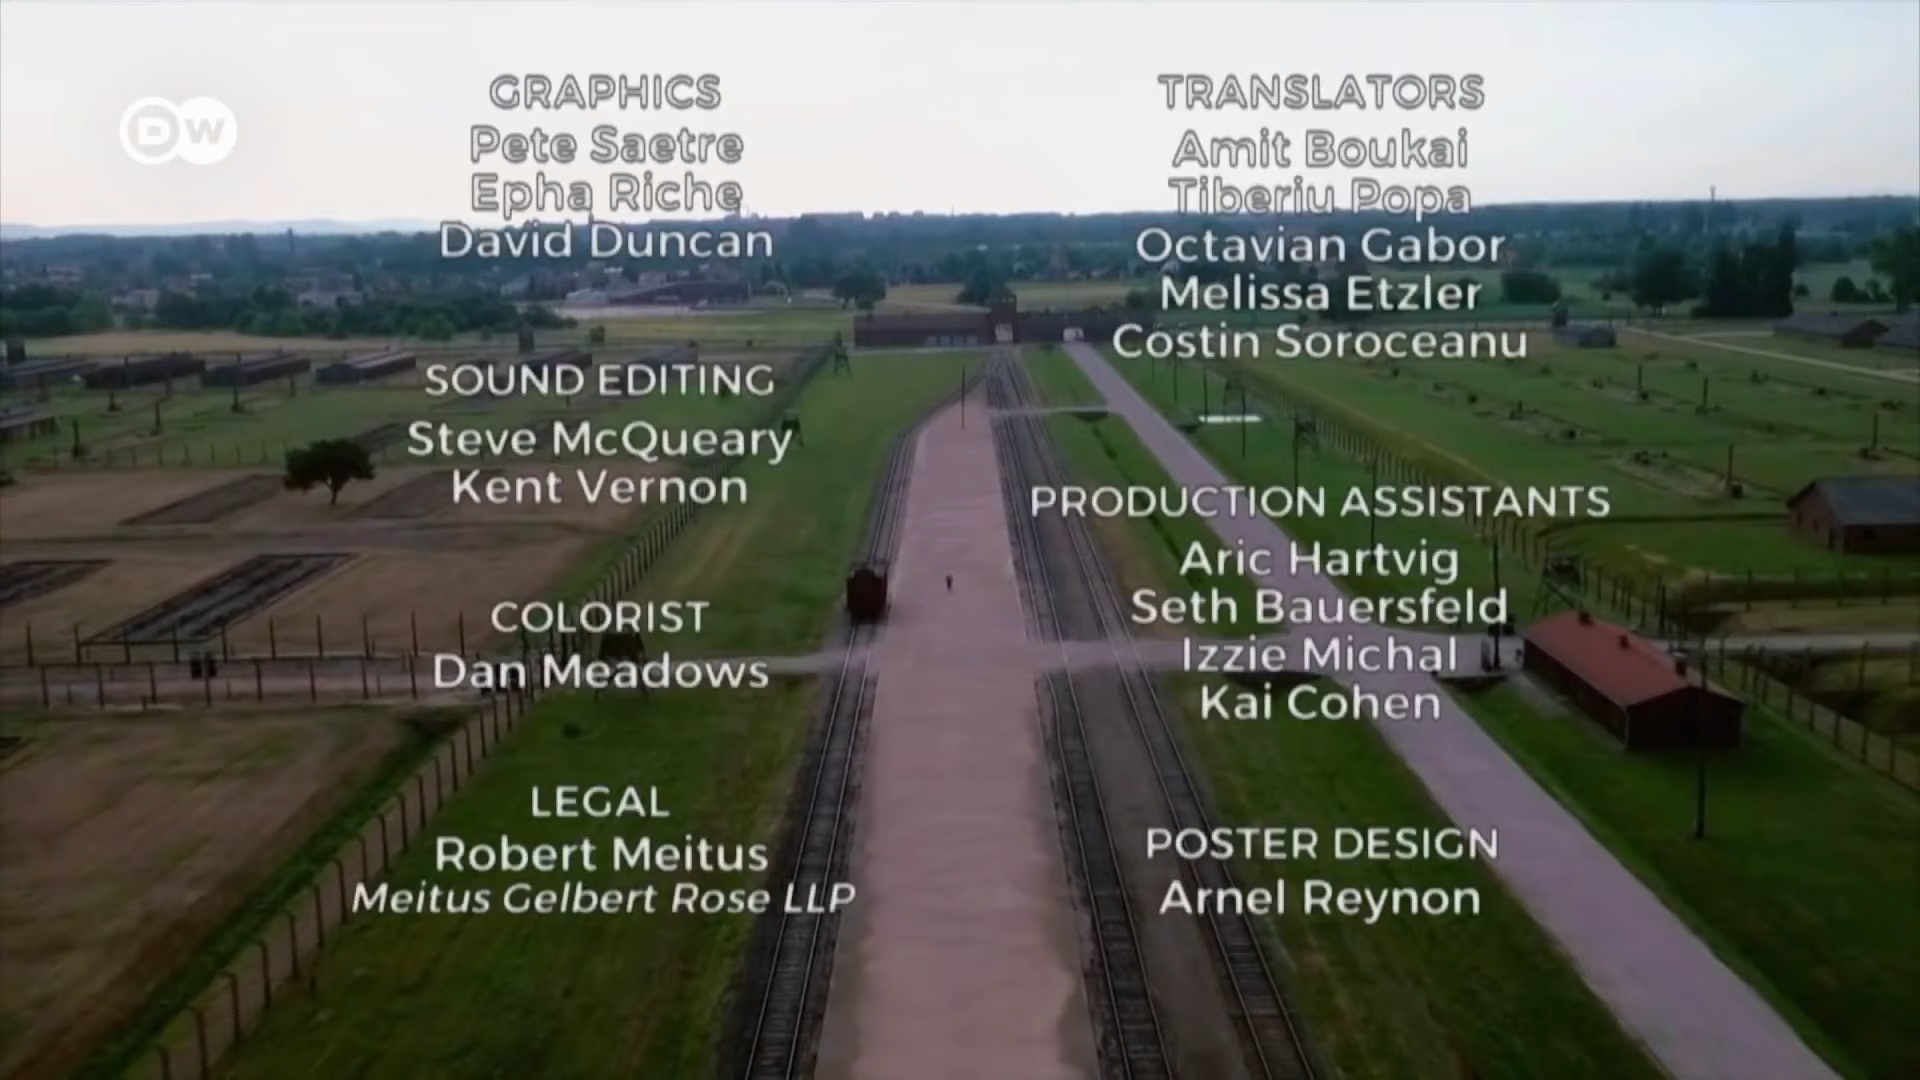 DW
GRAPHICS
Pete Saetre
Epha Riche
David Duncan
SOUND EDITING
Steve McQueary
Kent Vernon
COLORIST
Dan Meadows
LEGAL
Robert Meitus
Meitus Gelbert Rose LLP
TRANSLATORS
Amit Boukai
Tiberiu Popa
Octavian Gabor
Melissa Etzler
Costin Soroceanu
PRODUCTION ASSISTANTS
Aric Hartvig
Seth Bauersfeld
Izzie Michal
Kai Cohen
POSTER DESIGN
Arnel Reynon